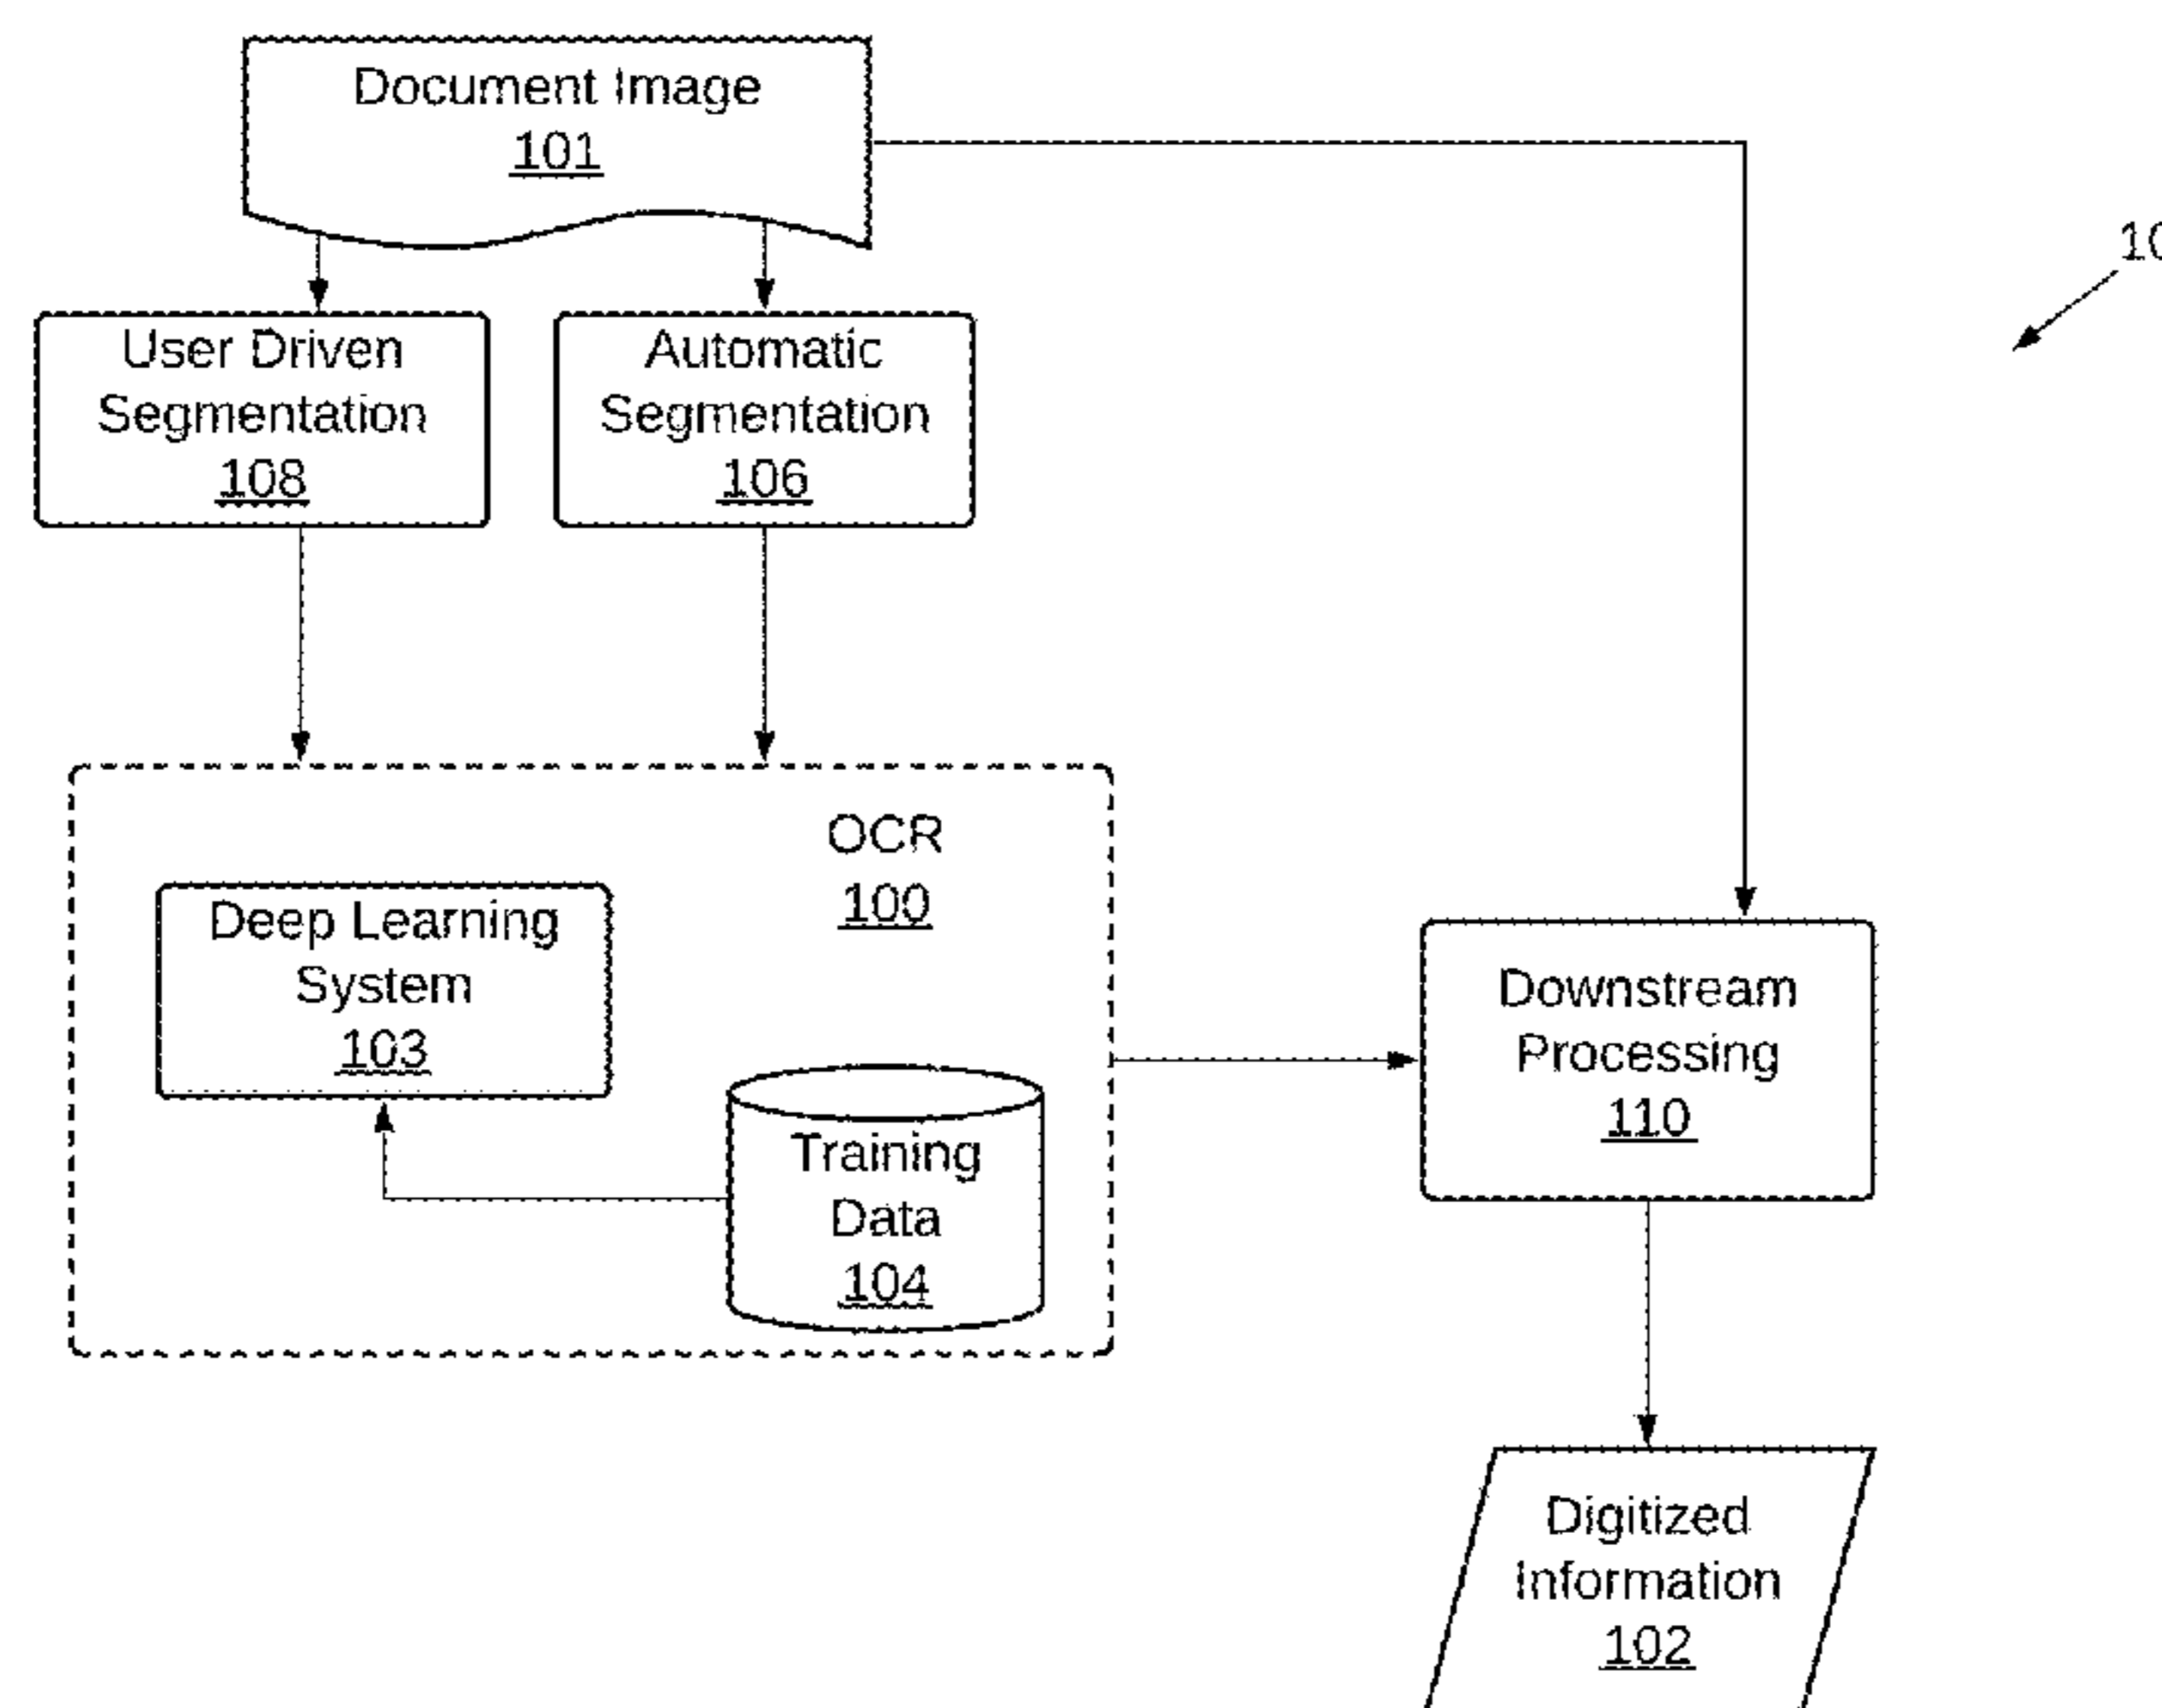 Document Image
101
User Driven
Segmentation
108
Automatic
Segmentation
106
OCR
100
Deep Learning
System
103
Training
Data
104
Downstream
Processing
110
Digitized
Information
102